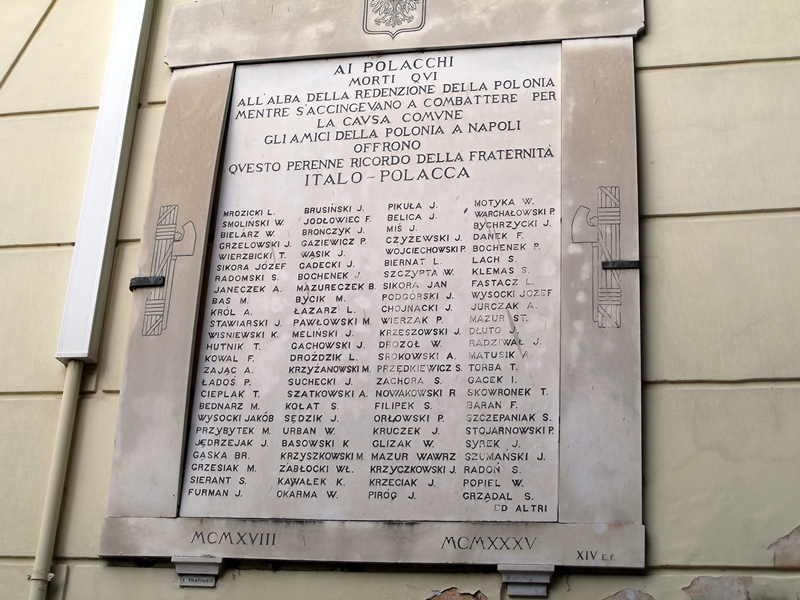 AI POLACCHI
MORTI QVI
ALL'ALBA DELLA REDENZIONE DELLA POLONIA
MENTRE S'ACCINGEVANO A COMBATTERE PER
LA CAVSA COMVNE
GLI AMICI DELLA POLONIA A NAPOLI
OFFRONO
QVESTO PERENNE RICORDO DELLA FRATERNITÀ
ITALO-POLACCA
MROZICKI L.
SMOLIŃSKI W.
BIELARZ W.
GRZELOWSKI J.
WIERZBICKI T.
SIKORA JÓZEF
RADOMSKI S.
JANECZEK A.
BAS M.
KRÓL A.
STAWIARSKI J.
WISNIEWSKI K.
HUTNIK T.
KOWAL F.
ZAJĄC A.
ŁADOŚ P.
CIEPLAK T.
BEDNARZ M.
WYSOCKI JAKÓB
PRZYBYTEK M.
JĘDRZEJAK J.
GĄSKA BR.
GRZESIAK M.
SIERANT S.
FURMAN J.
BRUSIŃSKI J.
JODŁOWIEC F.
BRONCZYK J.
GAZIEWICZ P.
WĄSIK J.
GADECKI J.
BOCHENEK J.
MAZURECZEK B.
BYCIK M.
ŁAZARZ L.
PAWŁOWSKI M.
MELIŃSKI J.
GACHOWSKI J.
DROŹDZIK L.
KRZYŻANOWSKI M.
SUCHECKI J.
SZATKOWSKI A.
KOŁAT S.
SĘDZIK J.
URBAN W.
BASOWSKI K
KRZYSZKOWSKI M.
ZABŁOCKI WŁ.
KAWAŁEK K.
OKARMA W.
PIKUŁA J.
BELICA J.
MIŚ J.
CZYŻEWSKI J.
WOJCIECHOWSKI P.
BIERNAT L.
SZCZYPTA W.
SIKORA JAN
PODGÓRSKI J.
CHOJNACKI J.
WIERZAK P.
KRZESZOWSKI J.
DROZOŁ W.
SROKOWSKI A.
PRZĘDKIEWICZ S.
ZACHORA S.
NOWAKOWSKI R
FILIPEK S.
ORŁOWSKI P.
KRUCZEK J.
GLIZAK W.
MAZUR WAWRZ
KRZYCZKOWSKI J.
KRZECIAK J.
PIRÓG J.
MOTYKA W.
WARCHAŁOWSKI P.
BYCHRZYCKI J.
DANEK F.
BOCHENEK P.
LACH S.
KLEMAS S.
FASTACZ L.
WYSOCKI JÓZEF
JURCZAK A.
MAZUR ST.
DŁUTO J.
RADZIWAŁ J.
MATUSIK A.
TORBA T.
GACEK I.
SKOWRONEK T.
BARAN F.
SZCZEPANIAK S.
STOJARNOWSKI P.
SYREK J.
SZUMAŃSKI J.
RADOŃ S.
POPIEL W.
GRZĄDAL S.
ED ALTRI
MCMXVIII
MCMXXXV
XIV E.F.